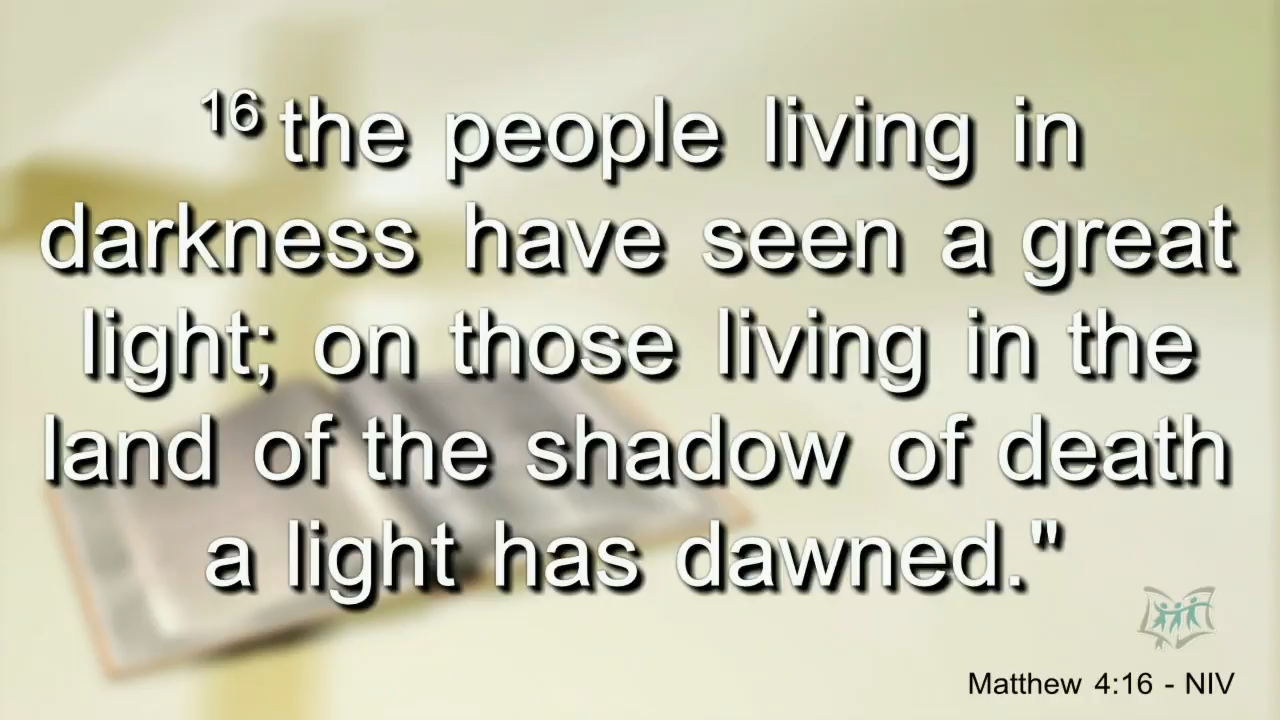 16 the people living in
darkness have seen a great
light; on those living in the
land of the shadow of death
a light has dawned."
Matthew 4:16 - NIV